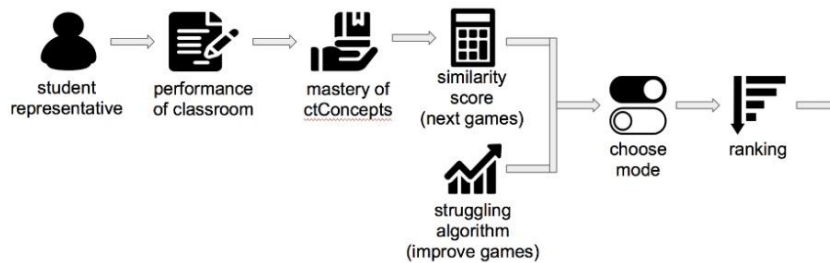 student
representative
performance
of classroom
mastery of
ctConcepts
similarity
score
(next games)
struggling
algorithm
(improve games)
choose
mode
ranking